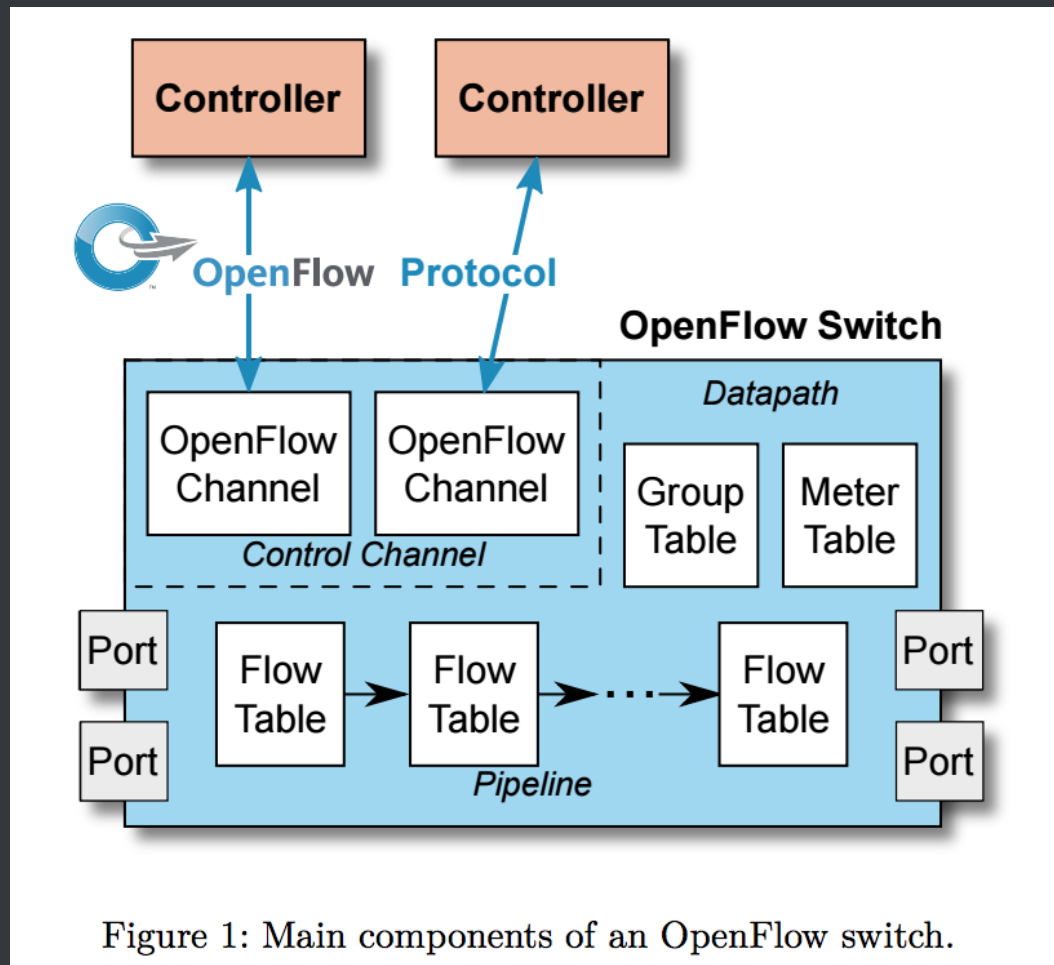 Controller
Controller
OpenFlow Protocol
™
OpenFlow Switch
Datapath
OpenFlow
Channel
OpenFlow
Channel
Control Channel
Group
Table
Meter
Table
Port
Port
Flow
Table
Flow
Table
...
Flow
Table
Port
Port
Pipeline
Figure 1: Main components of an OpenFlow switch.